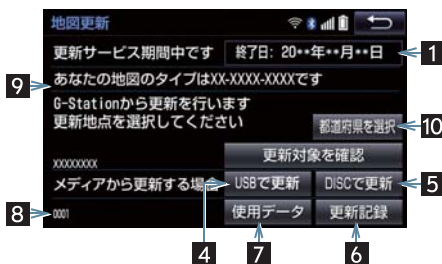 地図更新
更新サービス期間中です 終了日: 20**年**月**日
1
あなたの地図のタイプはXX-XXXX-XXXXです
9
G-Stationから更新を行います
更新地点を選択してください
都道府県を選択
10
更新対象を確認
XXXXXXXX
メディアから更新する場合 USBで更新 DISCで更新
5
0001
使用データ 更新記録
8
4
7
6